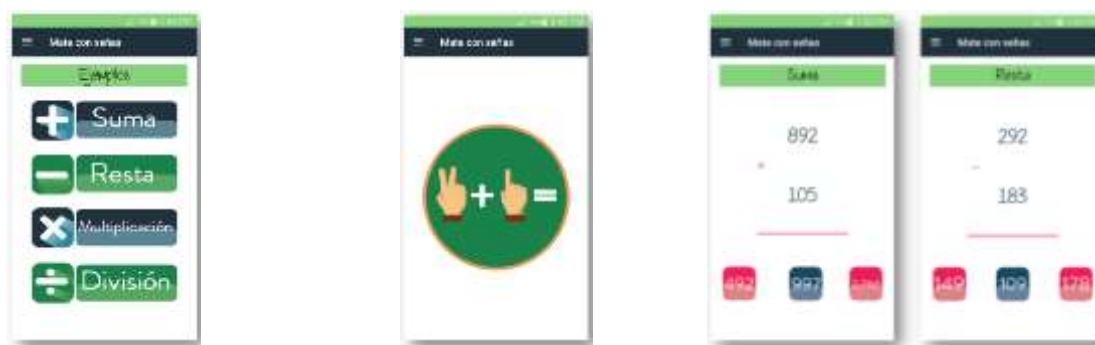 Mate con señas
Ejemplos
Suma
Resta
Multiplicación
División
Mate con señas
+ =
Mate con señas
Suma
892
+
105
492
997
Mate con señas
Resta
292
-
183
149
109
178